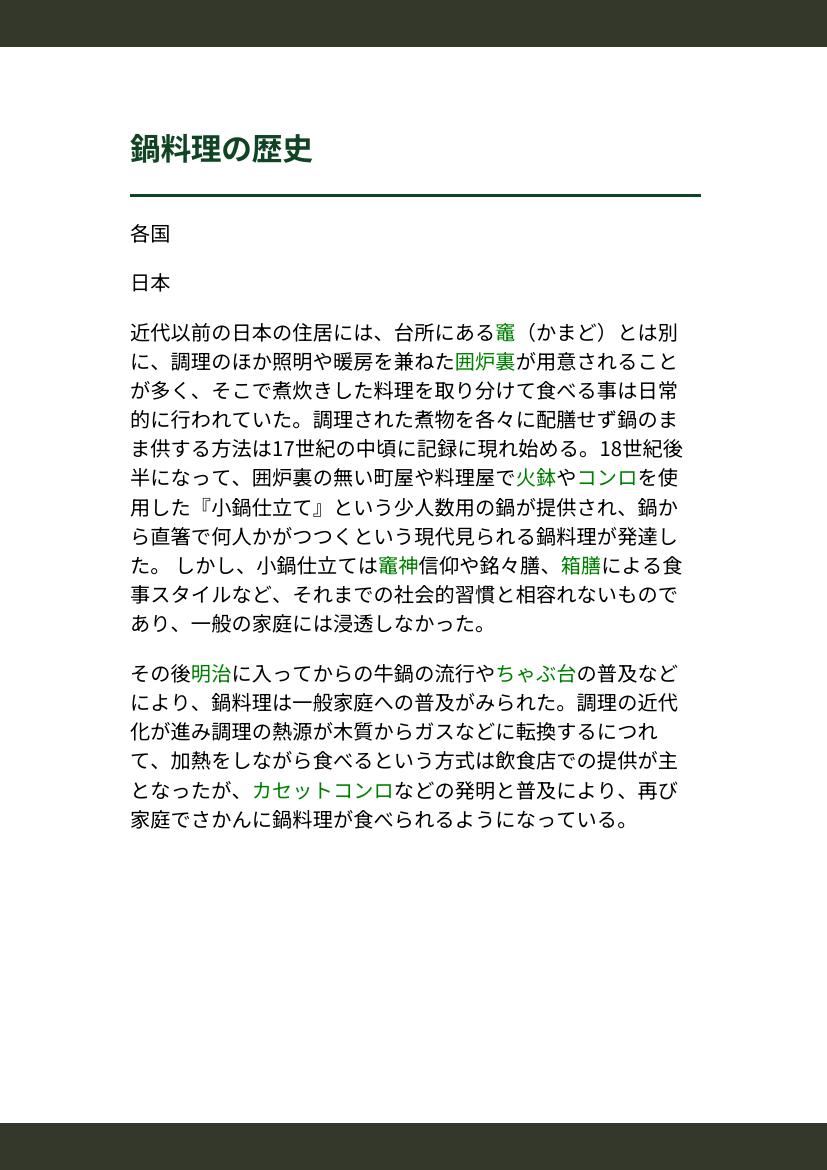 鍋料理の歴史
各国
日本
近代以前の日本の住居には、台所にある竈（かまど）とは別
に、調理のほか照明や暖房を兼ねた囲炉裏が用意されること
が多く、そこで煮炊きした料理を取り分けて食べる事は日常
的に行われていた。調理された煮物を各々に配膳せず鍋のま
ま供する方法は17世紀の中頃に記録に現れ始める。18世紀後
半になって、囲炉裏の無い町屋や料理屋で火鉢やコンロを使
用した『小鍋仕立て』という少人数用の鍋が提供され、鍋か
ら直箸で何人かがつつくという現代見られる鍋料理が発達し
た。 しかし、小鍋仕立ては竈神信仰や銘々膳、箱膳による食
事スタイルなど、それまでの社会的習慣と相容れないもので
あり、一般の家庭には浸透しなかった。
その後明治に入ってからの牛鍋の流行やちゃぶ台の普及など
により、鍋料理は一般家庭への普及がみられた。調理の近代
化が進み調理の熱源が木質からガスなどに転換するにつれ
て、加熱をしながら食べるという方式は飲食店での提供が主
となったが、カセットコンロなどの発明と普及により、再び
家庭でさかんに鍋料理が食べられるようになっている。